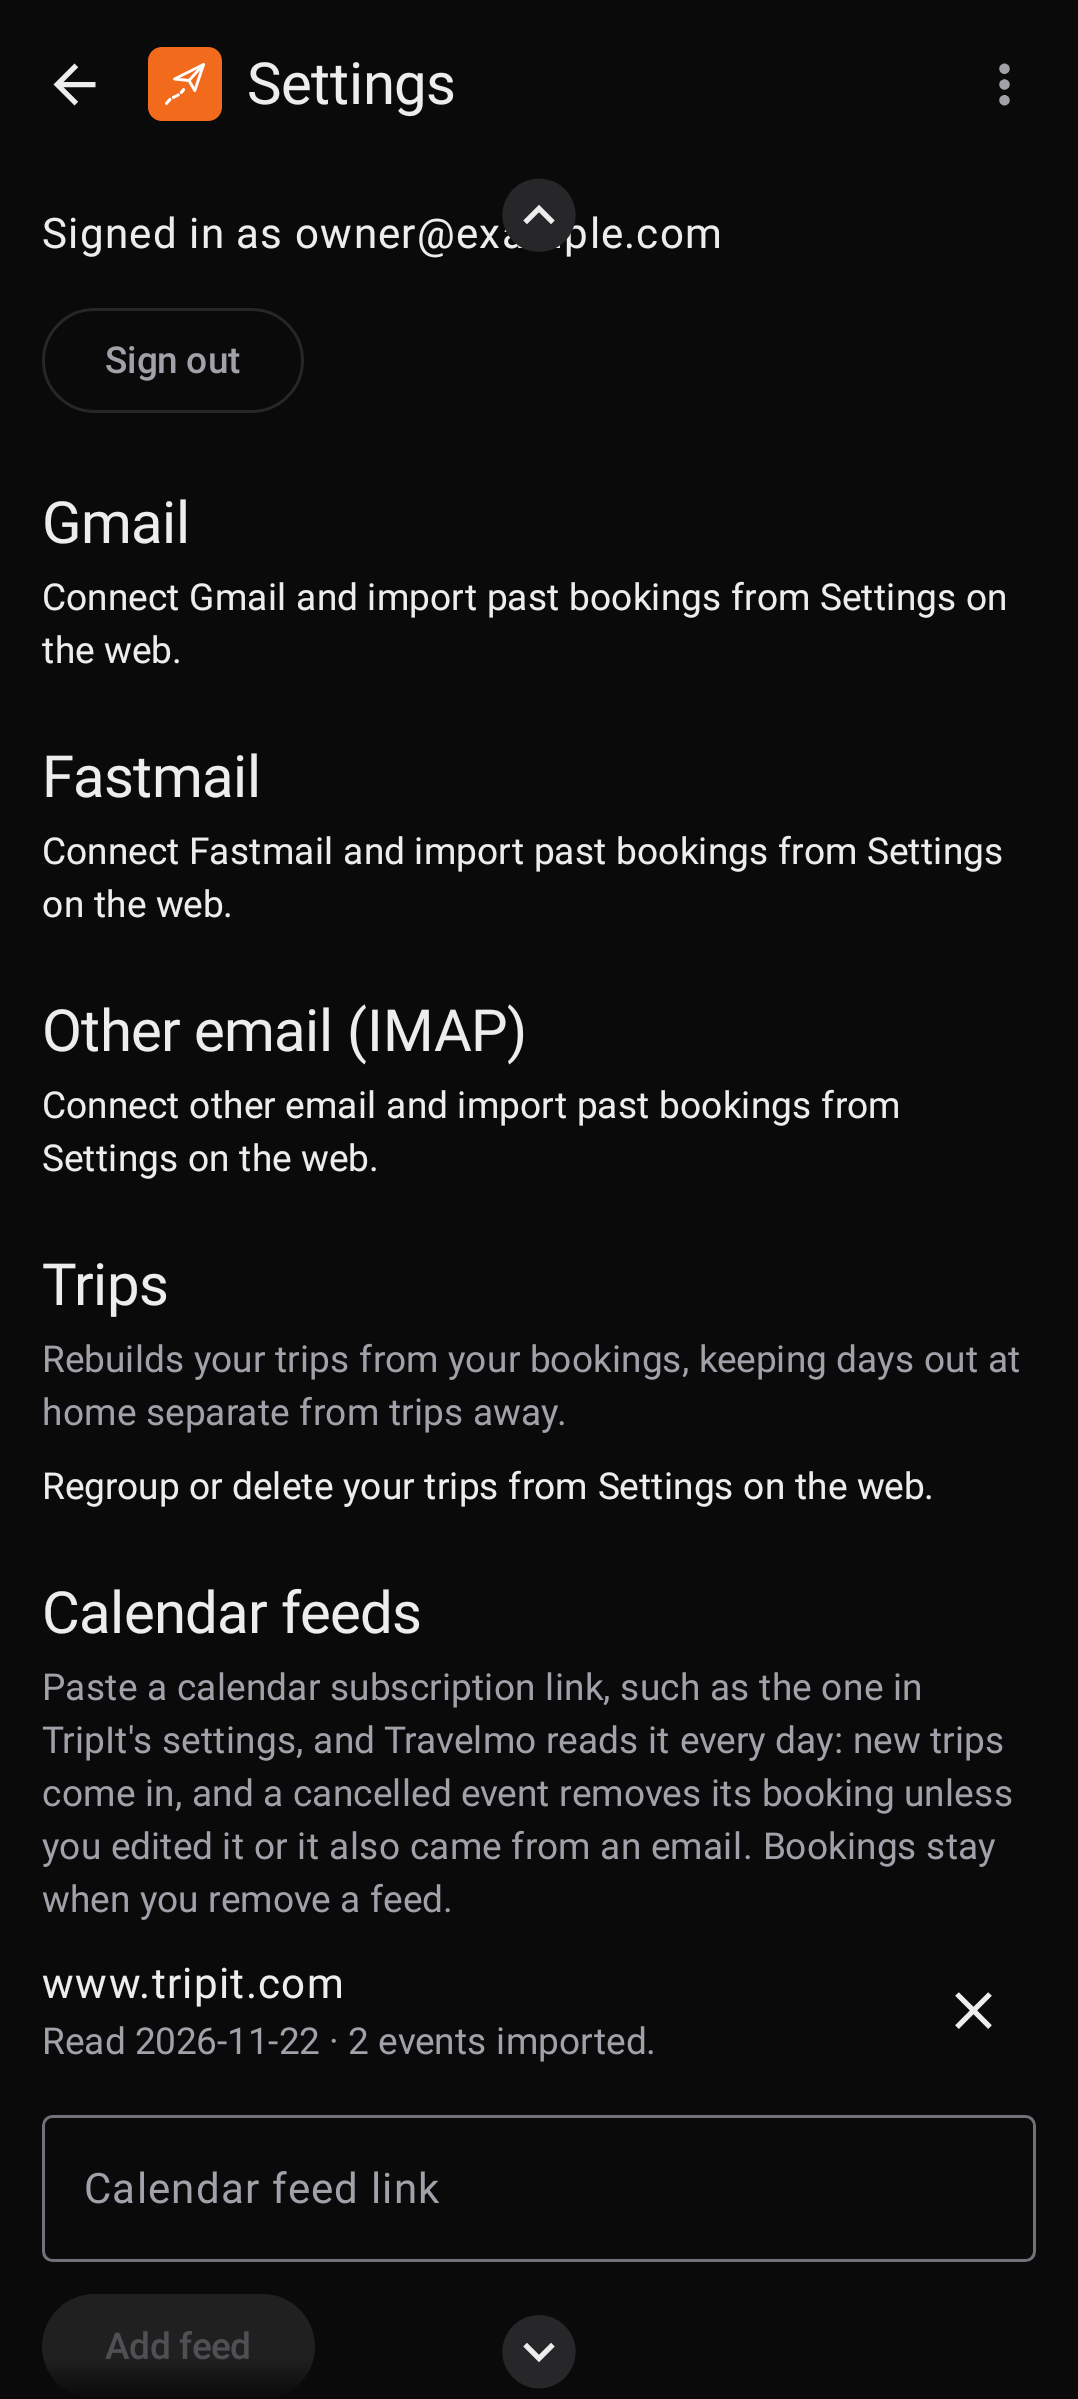 Settings
Signed in as owner@example.com
Sign out
Gmail
Connect Gmail and import past bookings from Settings on
the web.
Fastmail
Connect Fastmail and import past bookings from Settings
on the web.
Other email (IMAP)
Connect other email and import past bookings from
Settings on the web.
Trips
Rebuilds your trips from your bookings, keeping days out at
home separate from trips away.
Regroup or delete your trips from Settings on the web.
Calendar feeds
Paste a calendar subscription link, such as the one in
TripIt's settings, and Travelmo reads it every day: new trips
come in, and a cancelled event removes its booking unless
you edited it or it also came from an email. Bookings stay
when you remove a feed.
www.tripit.com
Read 2026-11-22 · 2 events imported.
Calendar feed link
Add feed